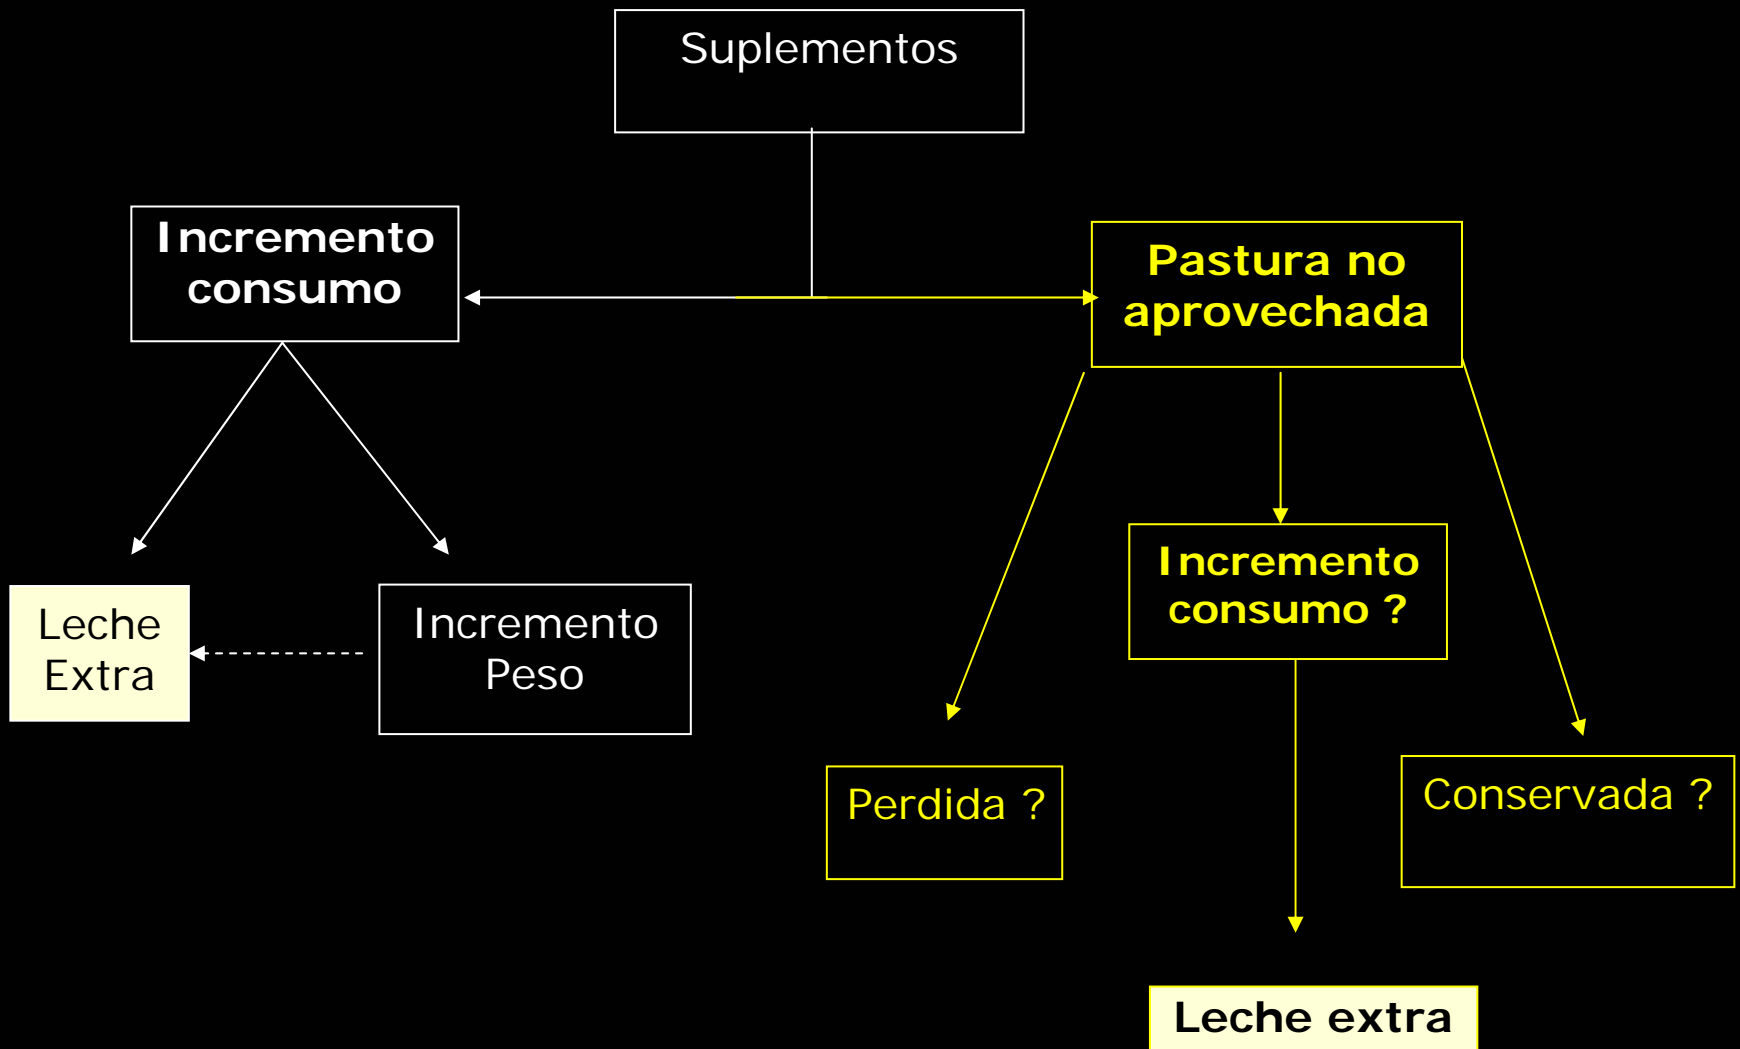 Suplementos
Incremento
consumo
Pastura no
aprovechada
Incremento
consumo ?
Leche
Extra
Incremento
Peso
Perdida ?
Conservada ?
Leche extra